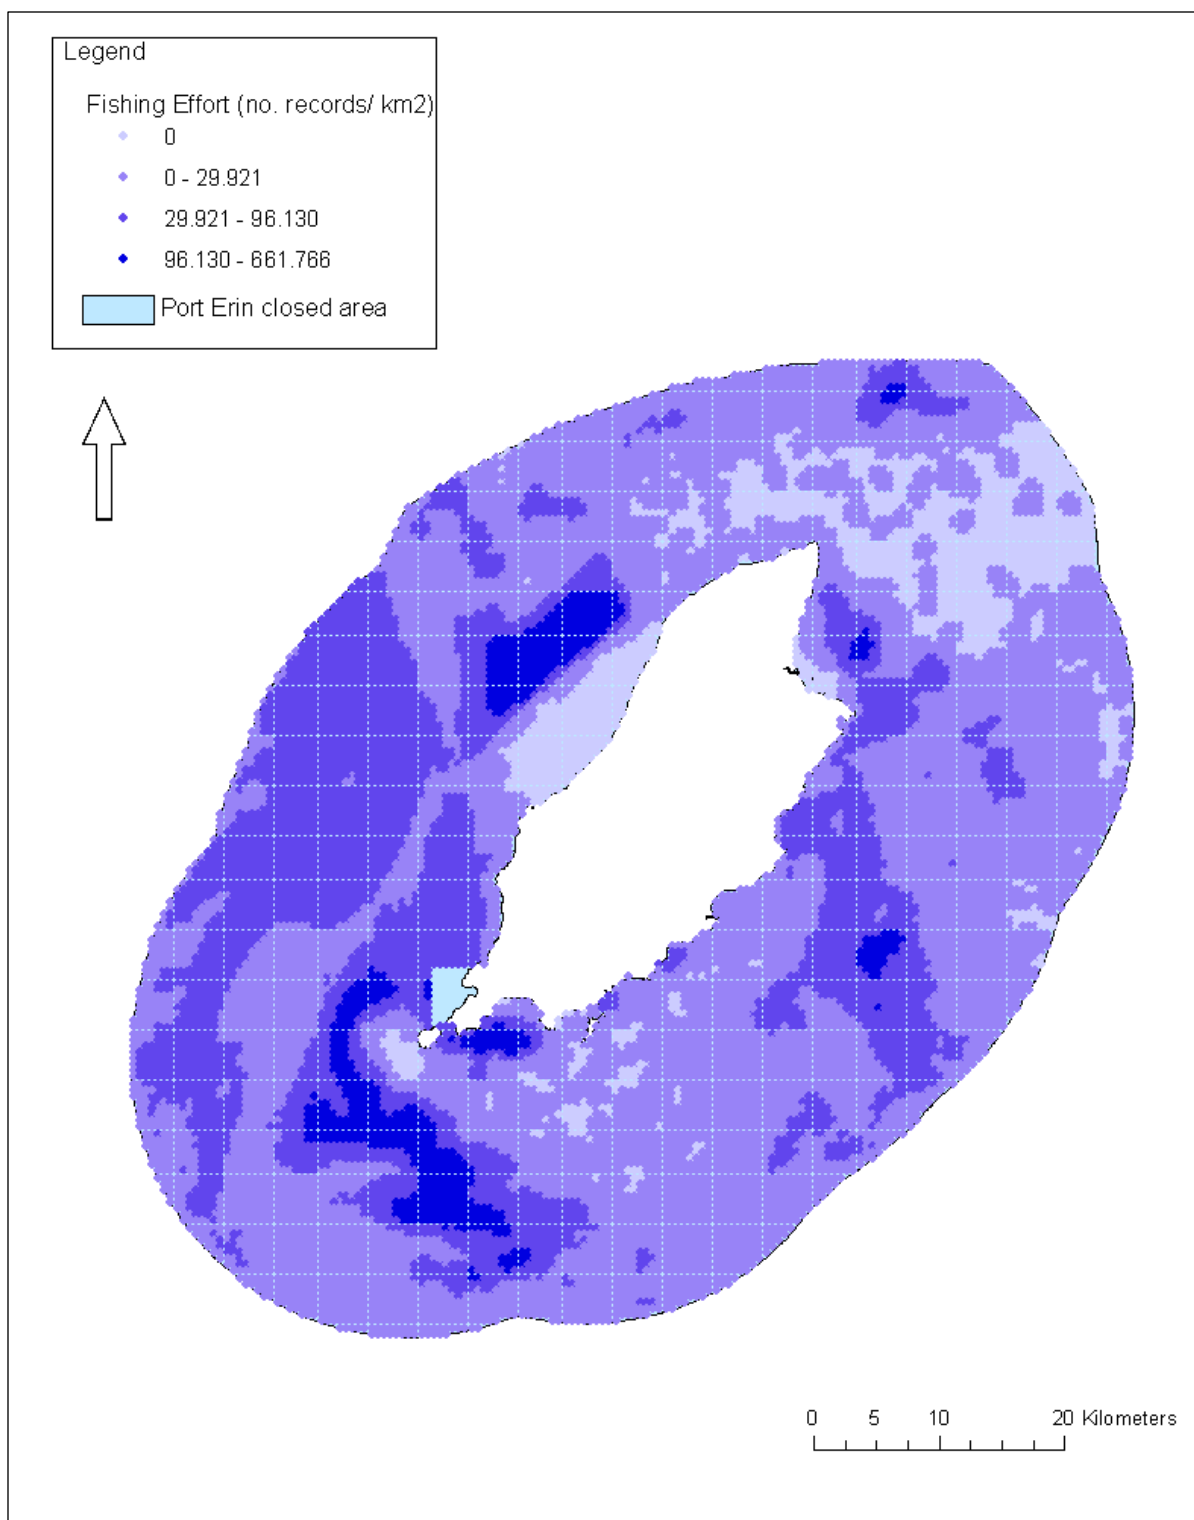 Legend
Fishing Effort (no. records/ km2)
0
0 - 29.921
29.921 - 96.130
96.130 - 661.766
Port Erin closed area
0 5 10 20 Kilometers